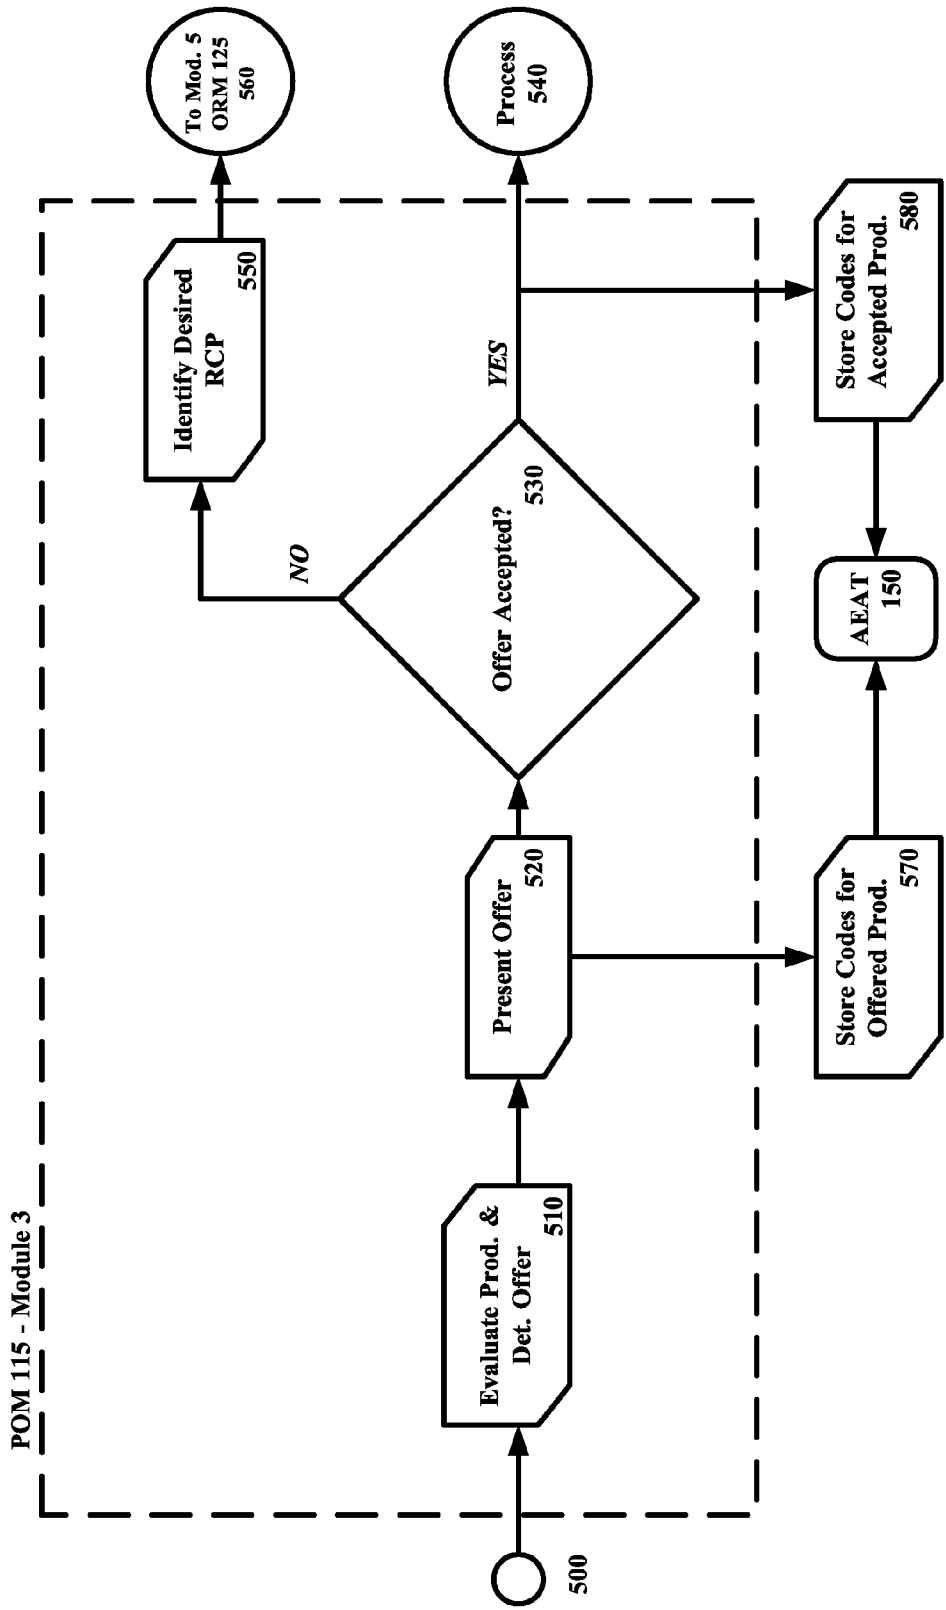 POM 115 - Module 3
500
Evaluate Prod. &
Det. Offer
510
Present Offer
520
Offer Accepted?
530
NO
YES
Identify Desired
RCP
550
To Mod. 5
ORM 125
560
Process
540
Store Codes for
Offered Prod.
570
AEAT
150
Store Codes for
Accepted Prod.
580